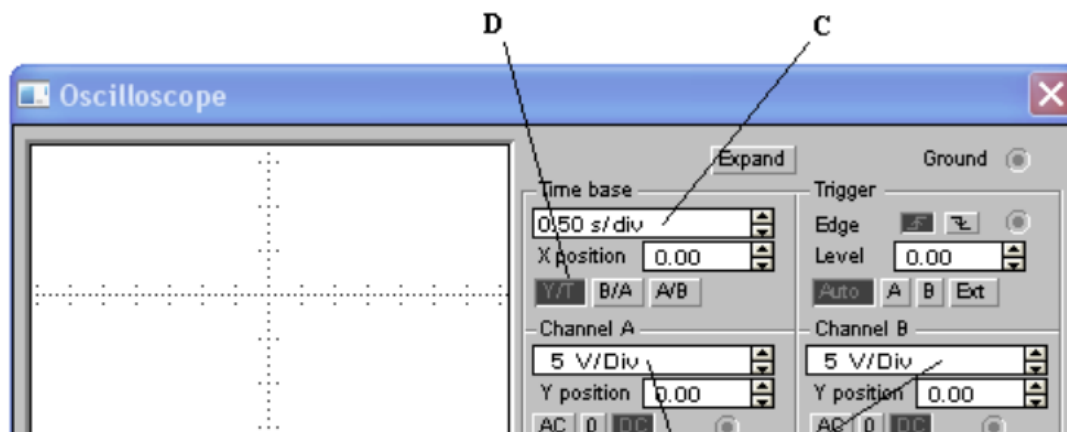 D C
Oscilloscope
Expand Ground
Time base Trigger
0.50 s/div Edge
X position 0.00 Level 0.00
Y/T B/A A/B Auto A B Ext
Channel A Channel B
5 V/Div 5 V/Div
Y position 0.00 Y position 0.00
AC 0 DC AC 0 DC